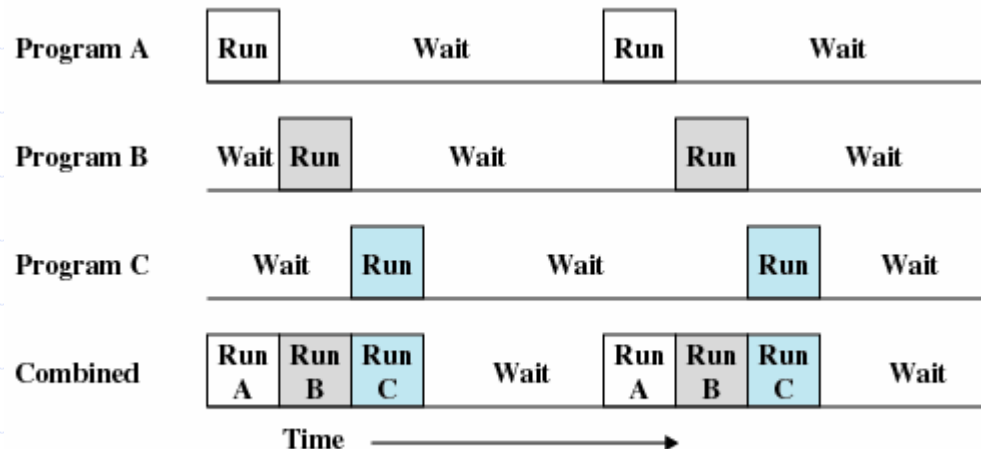 Program A Run Wait Run Wait
Program B Wait Run Wait Run Wait
Program C Wait Run Wait Run Wait
Combined Run A Run B Run C Wait Run A Run B Run C Wait
Time